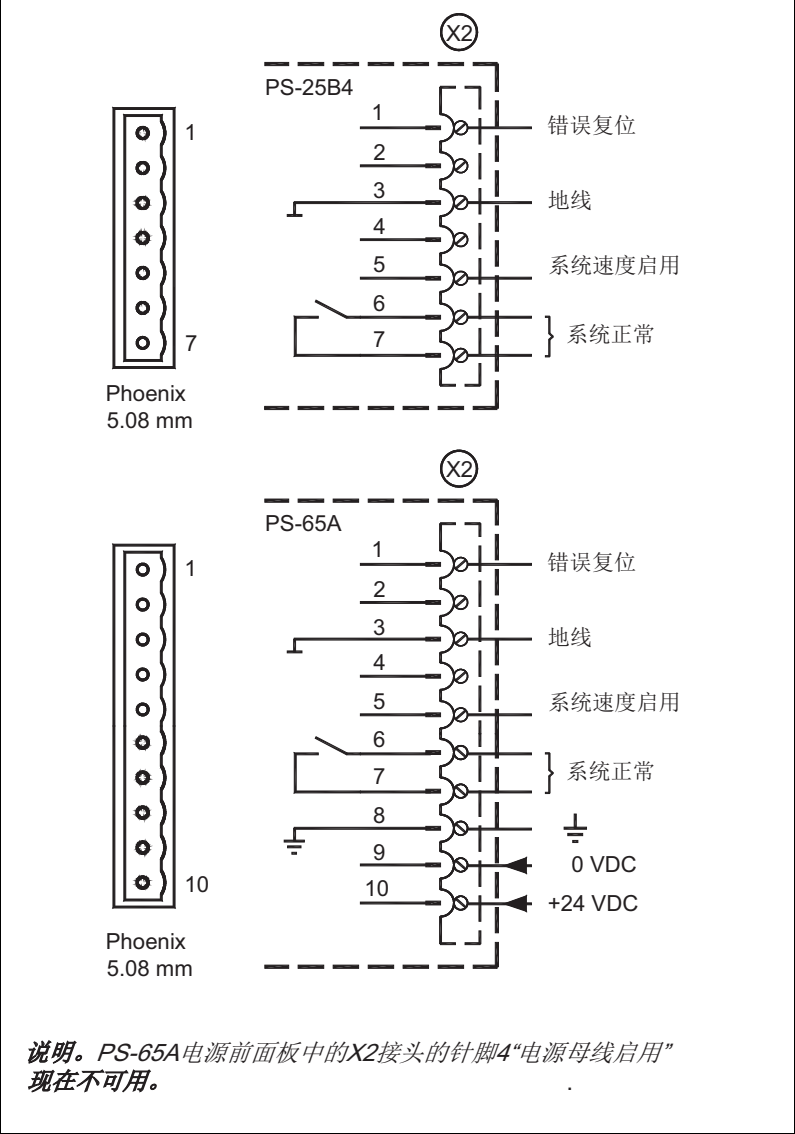 X2
PS-25B4
1 错误复位
2
3 地线
4
5 系统速度启用
6
7
系统正常
1
7
Phoenix
5.08 mm
X2
PS-65A
1 错误复位
2
3 地线
4
5 系统速度启用
6
7
系统正常
8
9 0 VDC
10 +24 VDC
1
10
Phoenix
5.08 mm
说明。PS-65A电源前面板中的X2接头的针脚4“电源母线启用”
现在不可用。 .